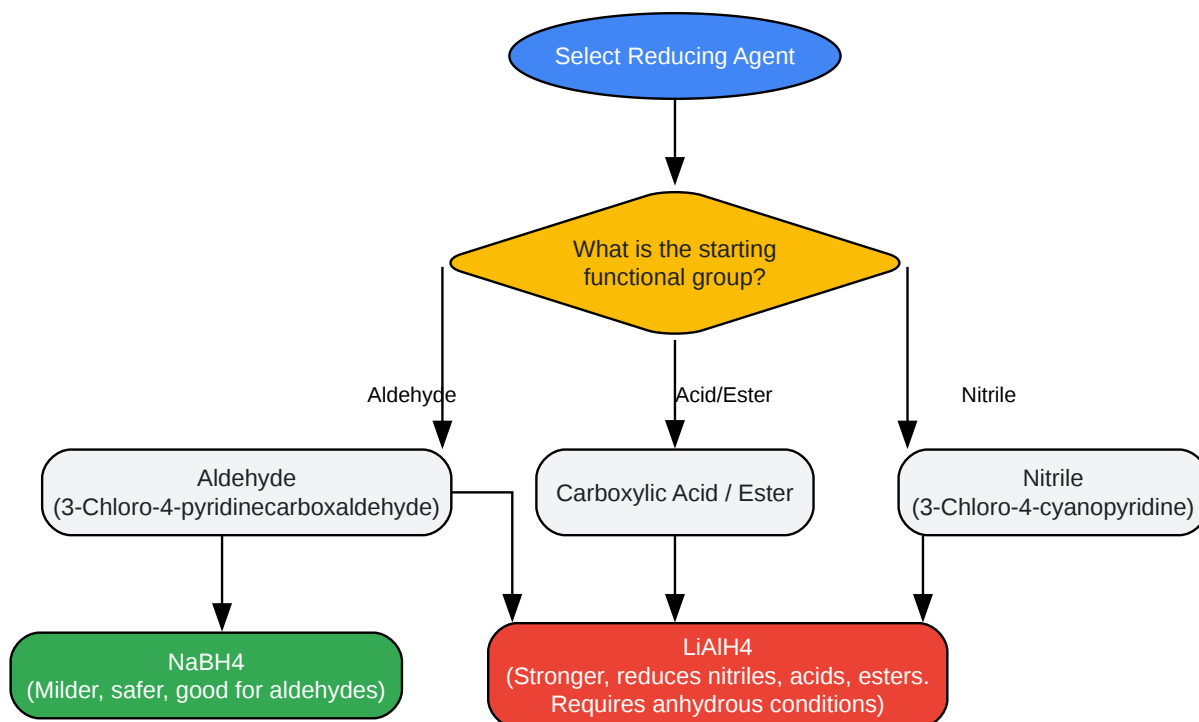 Select Reducing Agent
What is the starting
functional group?
Aldehyde
Acid/Ester
Nitrile
Aldehyde
(3-Chloro-4-pyridinecarboxaldehyde)
Carboxylic Acid / Ester
Nitrile
(3-Chloro-4-cyanopyridine)
NaBH4
(Milder, safer, good for aldehydes)
LiAlH4
(Stronger, reduces nitriles, acids, esters.
Requires anhydrous conditions)